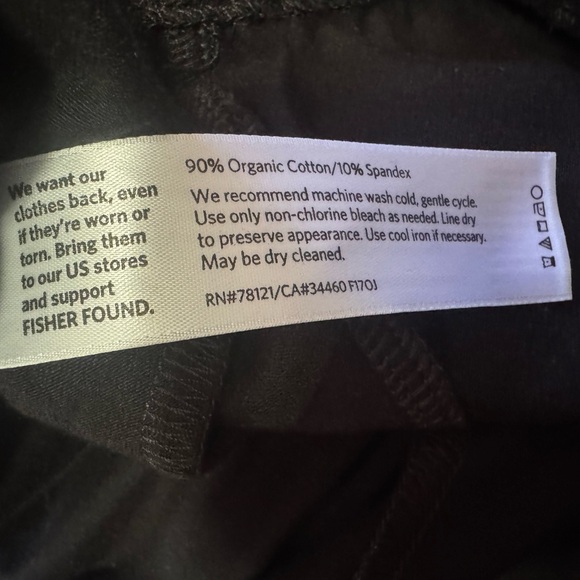 We want our
clothes back, even
if they're worn or
torn. Bring them
to our US stores
and support
FISHER FOUND.
90% Organic Cotton/10% Spandex
We recommend machine wash cold, gentle cycle.
Use only non-chlorine bleach as needed. Line dry
to preserve appearance. Use cool iron if necessary.
May be dry cleaned.
RN#78121/CA#34460 F17OJ